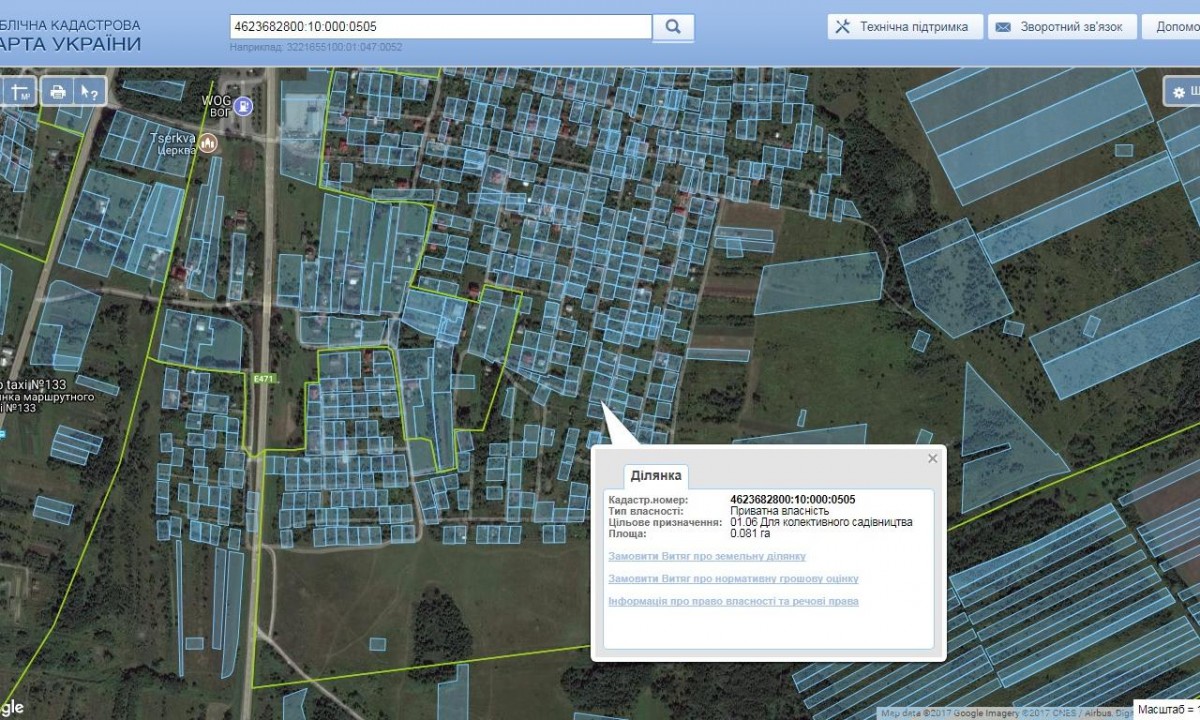 БЛІЧНА КАДАСТРОВА
АРТА УКРАЇНИ
4623682800:10:000:0505
Наприклад: 3221655100:01:047:0052
Технічна підтримка
Зворотний зв'язок
Допомо
WOG
ВОГ
Tserkva
Церква
E471
taxi №133
нка маршрутного
і №133
Ділянка
Кадастр.номер: 4623682800:10:000:0505
Тип власності: Приватна власність
Цільове призначення: 01.06 Для колективного садівництва
Площа: 0.081 га
Замовити Витяг про земельну ділянку
Замовити Витяг про нормативну грошову оцінку
Інформація про право власності та речові права
gle
Map data ©2017 Google Imagery ©2017 CNES / Airbus, Digit
Масштаб =